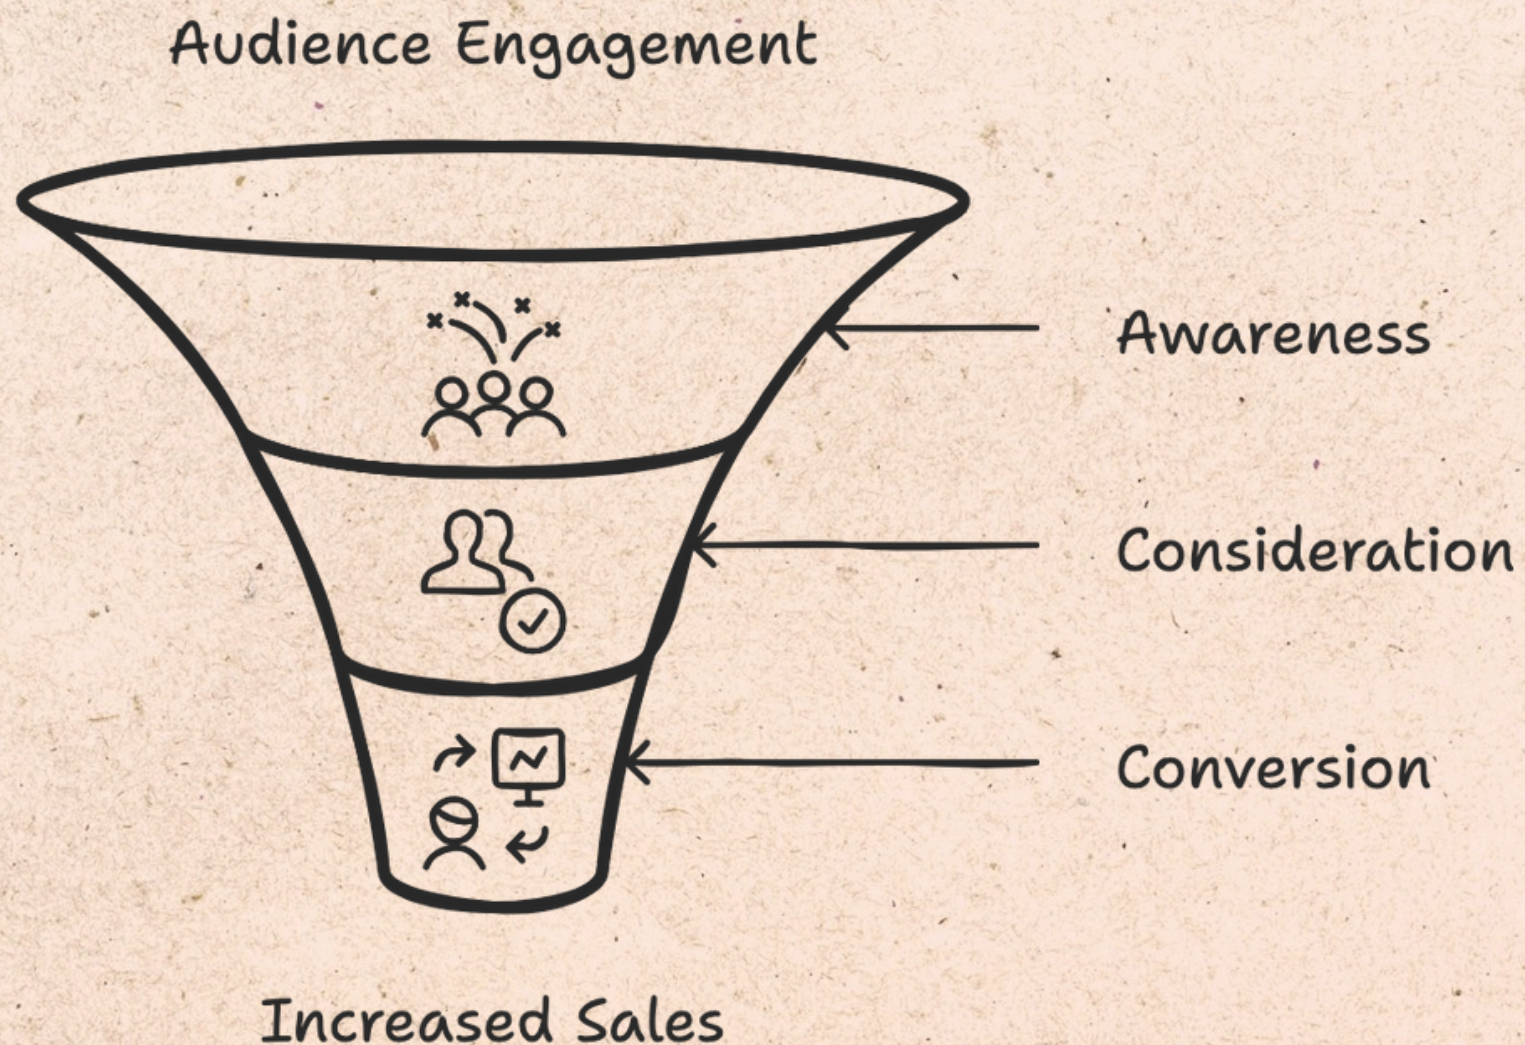 Audience Engagement
Awareness
Consideration
Conversion
Increased Sales